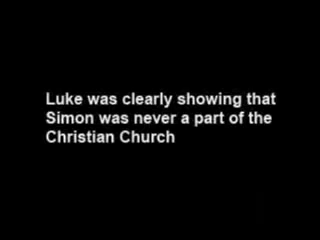 Luke was clearly showing that
Simon was never a part of the
Christian Church